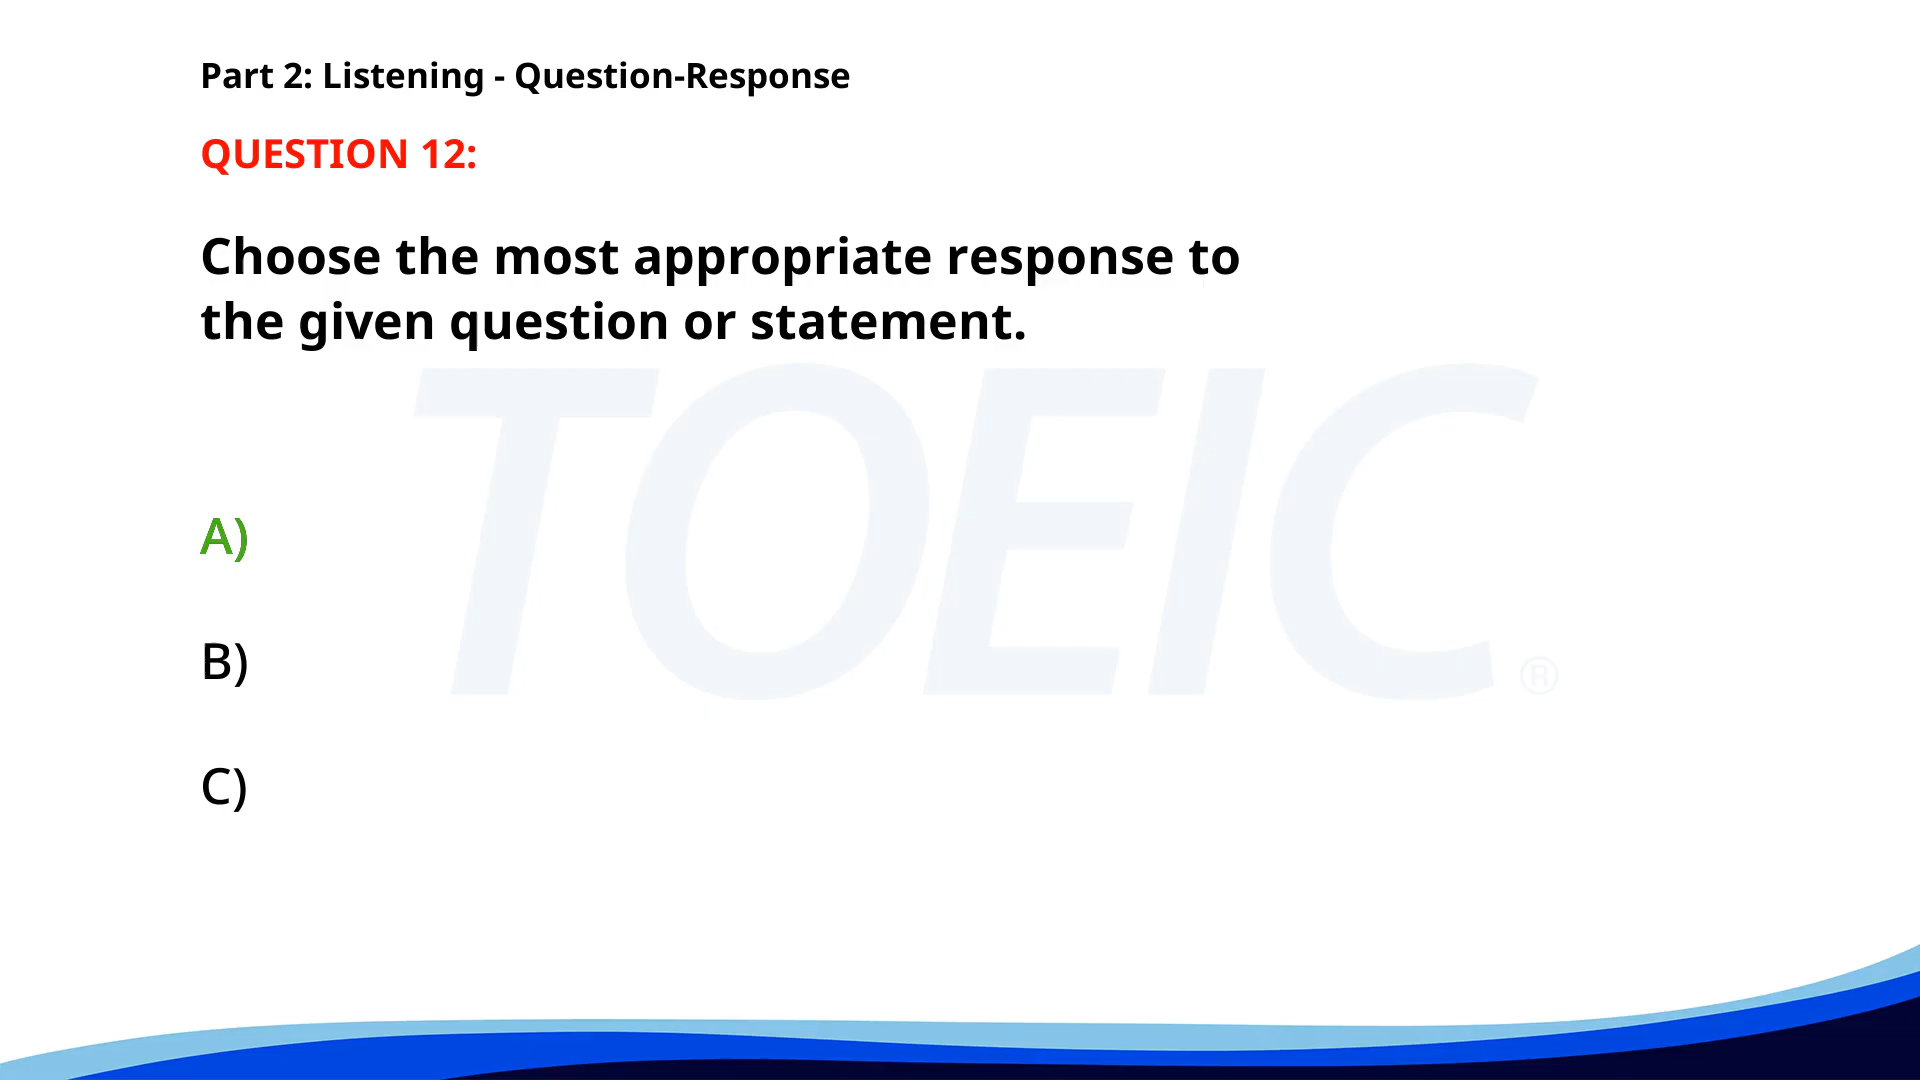 Part 2: Listening - Question-Response
QUESTION 12:
Choose the most appropriate response to
the given question or statement.
TOEIC®
A)
B)
C)